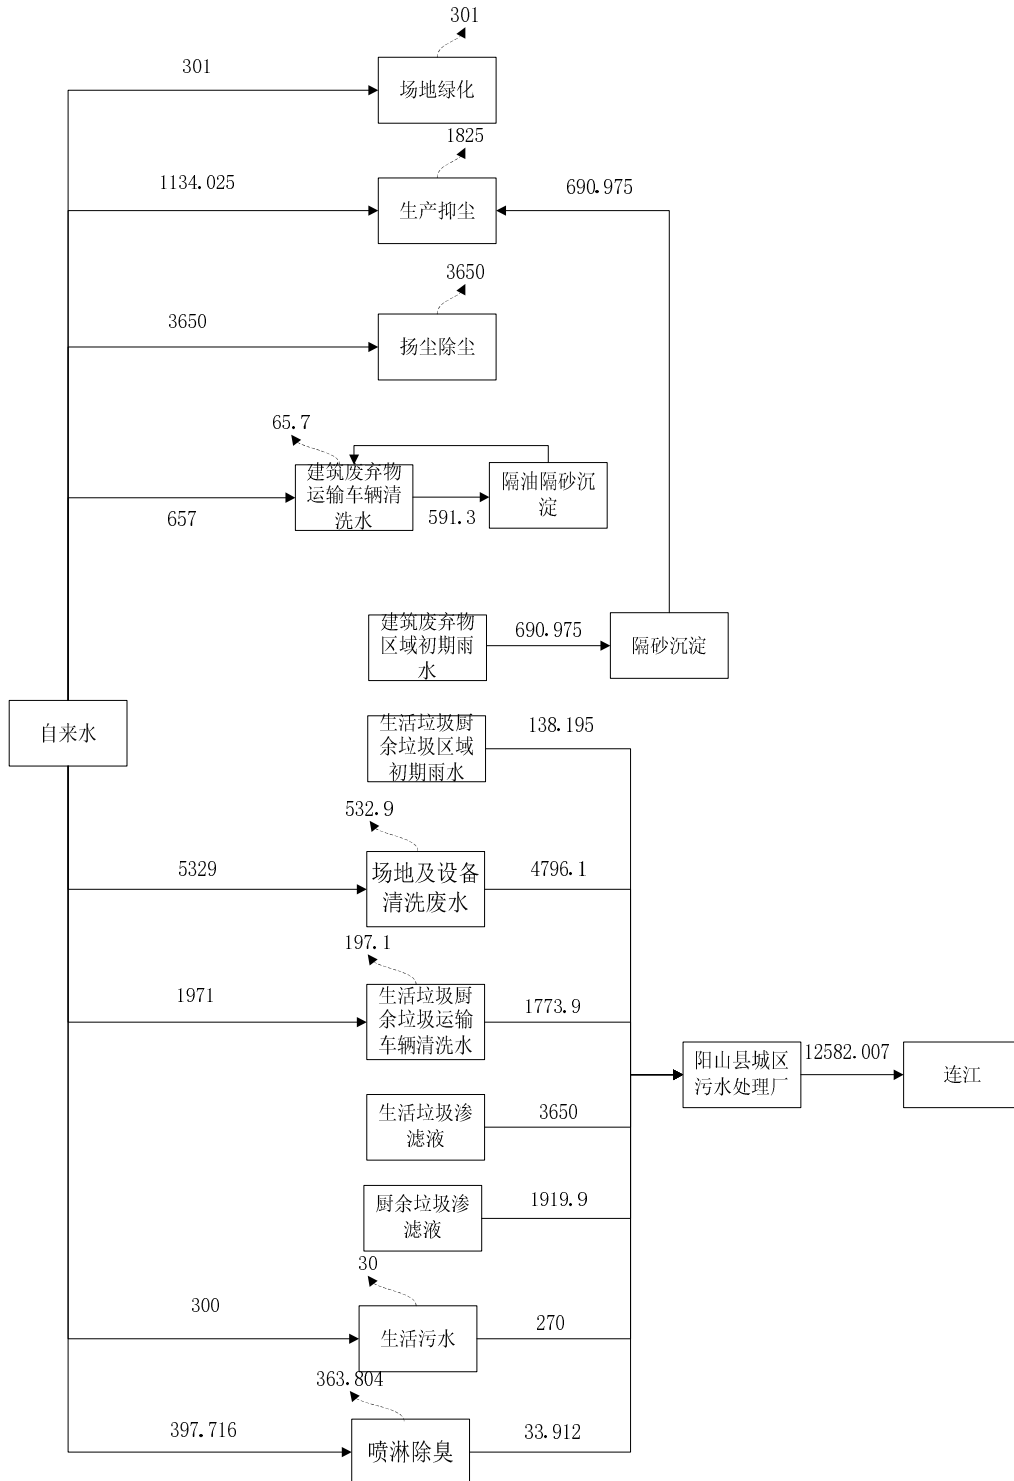 301
301
场地绿化
1825
1134.025
690.975
生产抑尘
3650
3650
扬尘除尘
65.7
建筑废弃物
运输车辆清
洗水
隔油隔砂沉
淀
657
591.3
建筑废弃物
区域初期雨
水
690.975
隔砂沉淀
自来水
生活垃圾厨
余垃圾区域
初期雨水
138.195
532.9
5329
场地及设备
清洗废水
4796.1
197.1
1971
生活垃圾厨
余垃圾运输
车辆清洗水
1773.9
阳山县城区
污水处理厂
12582.007
连江
生活垃圾渗
滤液
3650
厨余垃圾渗
滤液
1919.9
30
300
生活污水
270
363.804
397.716
喷淋除臭
33.912